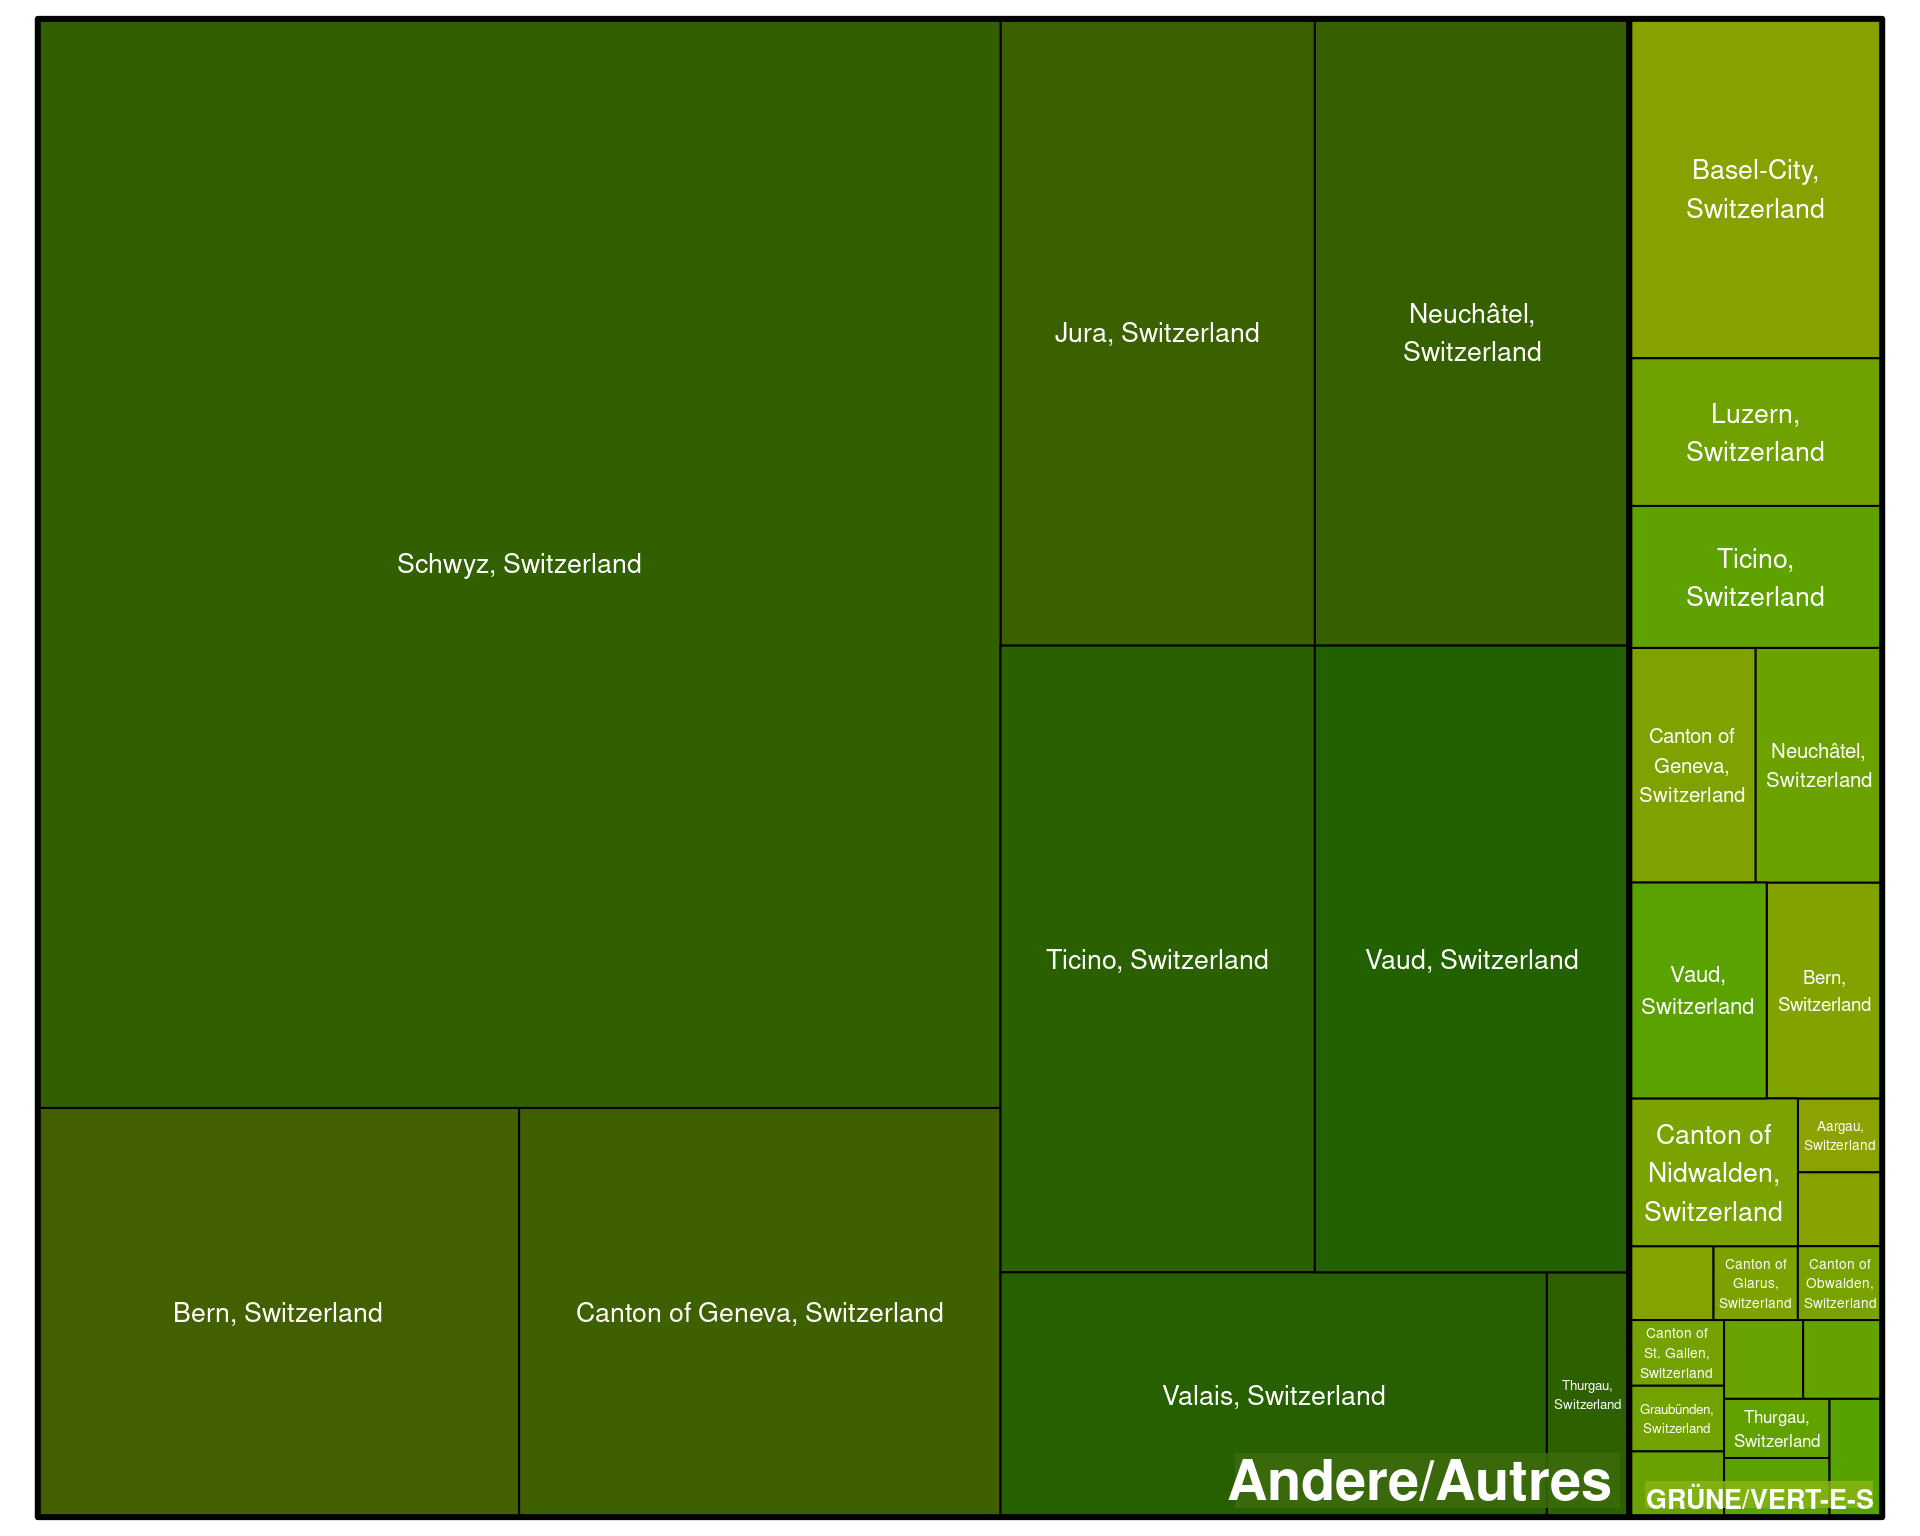 Schwyz, Switzerland
Bern, Switzerland
Canton of Geneva, Switzerland
Jura, Switzerland
Neuchâtel,
Switzerland
Ticino, Switzerland
Vaud, Switzerland
Valais, Switzerland
Thurgau,
Switzerland
Andere/Autres
Basel-City,
Switzerland
Luzern,
Switzerland
Ticino,
Switzerland
Canton of
Geneva,
Switzerland
Neuchâtel,
Switzerland
Vaud,
Switzerland
Bern,
Switzerland
Canton of
Nidwalden,
Switzerland
Aargau,
Switzerland
Canton of
Glarus,
Switzerland
Canton of
Obwalden,
Switzerland
Canton of
St. Gallen,
Switzerland
Graubünden,
Switzerland
Thurgau,
Switzerland
GRÜNE/VERT-E-S